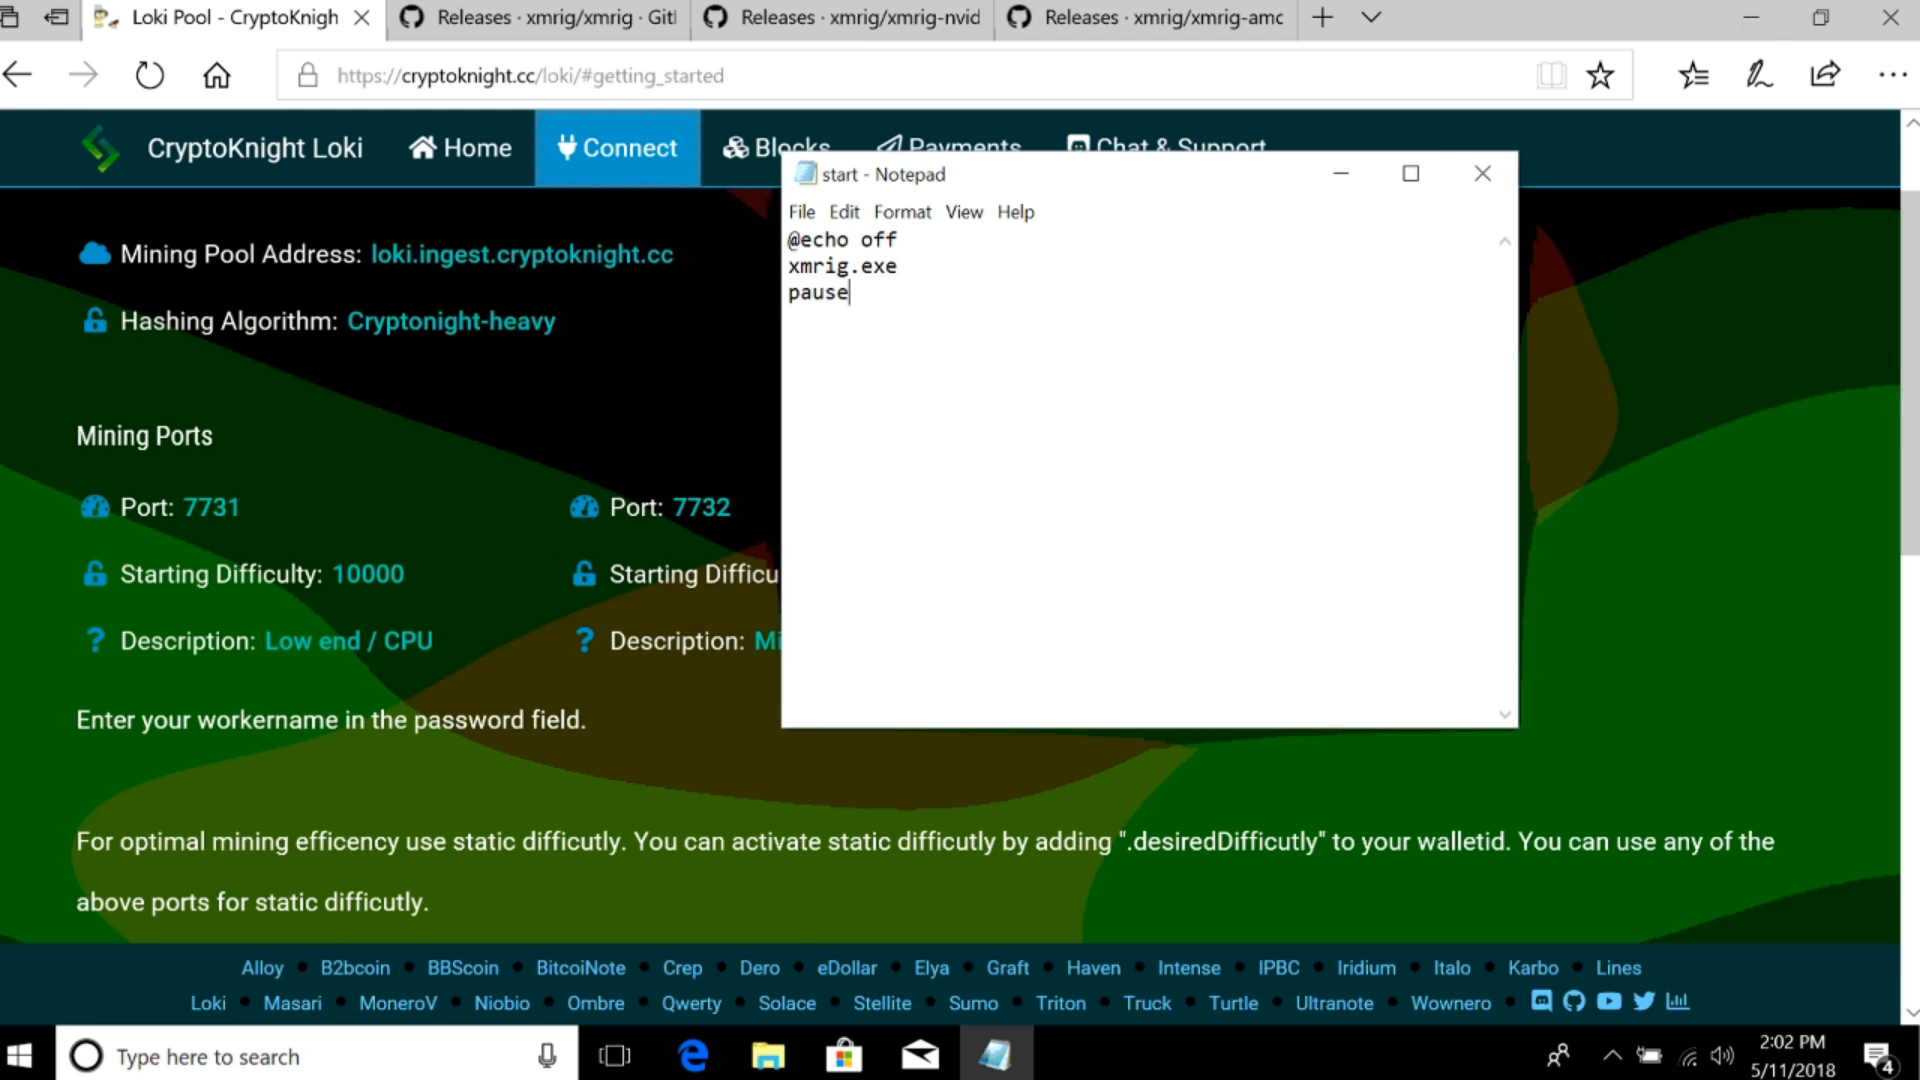 Loki Pool - CryptoKnigh
Releases · xmrig/xmrig · Git
Releases · xmrig/xmrig-nvid
Releases · xmrig/xmrig-amd
https://cryptoknight.cc/loki/#getting_started
CryptoKnight Loki
Home
Connect
Blocks
Payments
Chat & Support
start - Notepad
File Edit Format View Help
@echo off
xmrig.exe
pause
Mining Pool Address: loki.ingest.cryptoknight.cc
Hashing Algorithm: Cryptonight-heavy
Mining Ports
Port: 7731
Port: 7732
Starting Difficulty: 10000
Starting Difficu
Description: Low end / CPU
Description: Mi
Enter your workername in the password field.
For optimal mining efficency use static difficutly. You can activate static difficutly by adding ".desiredDifficutly" to your walletid. You can use any of the
above ports for static difficutly.
Alloy • B2bcoin • BBScoin • BitcoiNote • Crep • Dero • eDollar • Elya • Graft • Haven • Intense • IPBC • Iridium • Italo • Karbo • Lines
Loki • Masari • MoneroV • Niobio • Ombre • Qwerty • Solace • Stellite • Sumo • Triton • Truck • Turtle • Ultranote • Wownero •
Type here to search
2:02 PM
5/11/2018
4